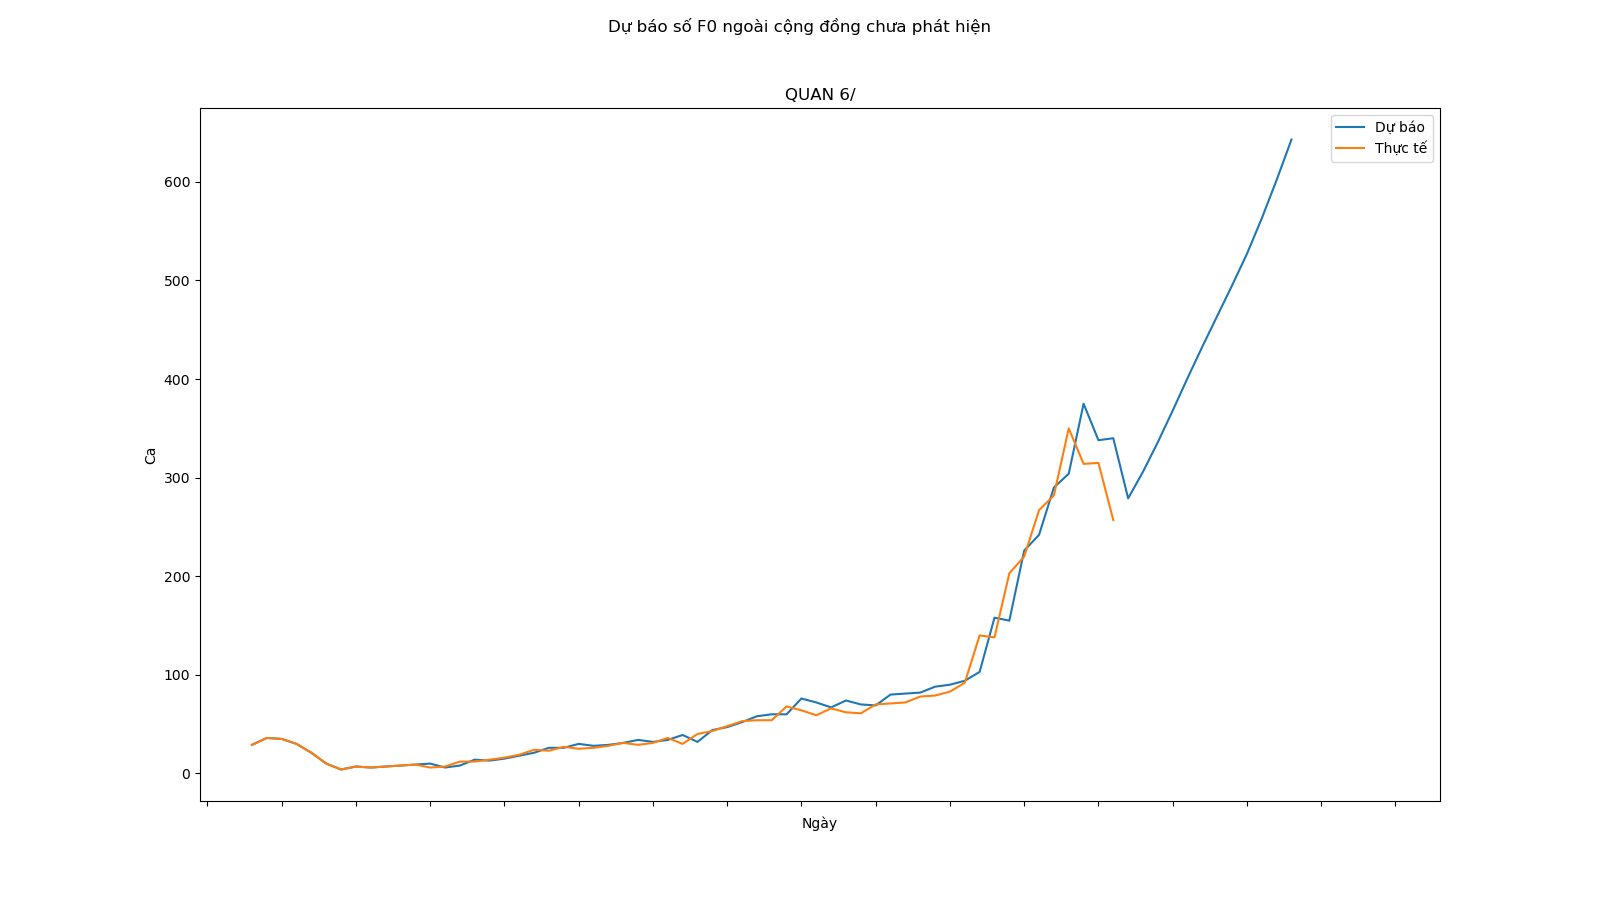 Dự báo số F0 ngoài cộng đồng chưa phát hiện
QUAN 6/
Dự báo
Thực tế
600
500
400
300
200
100
0
Ca
Ngày